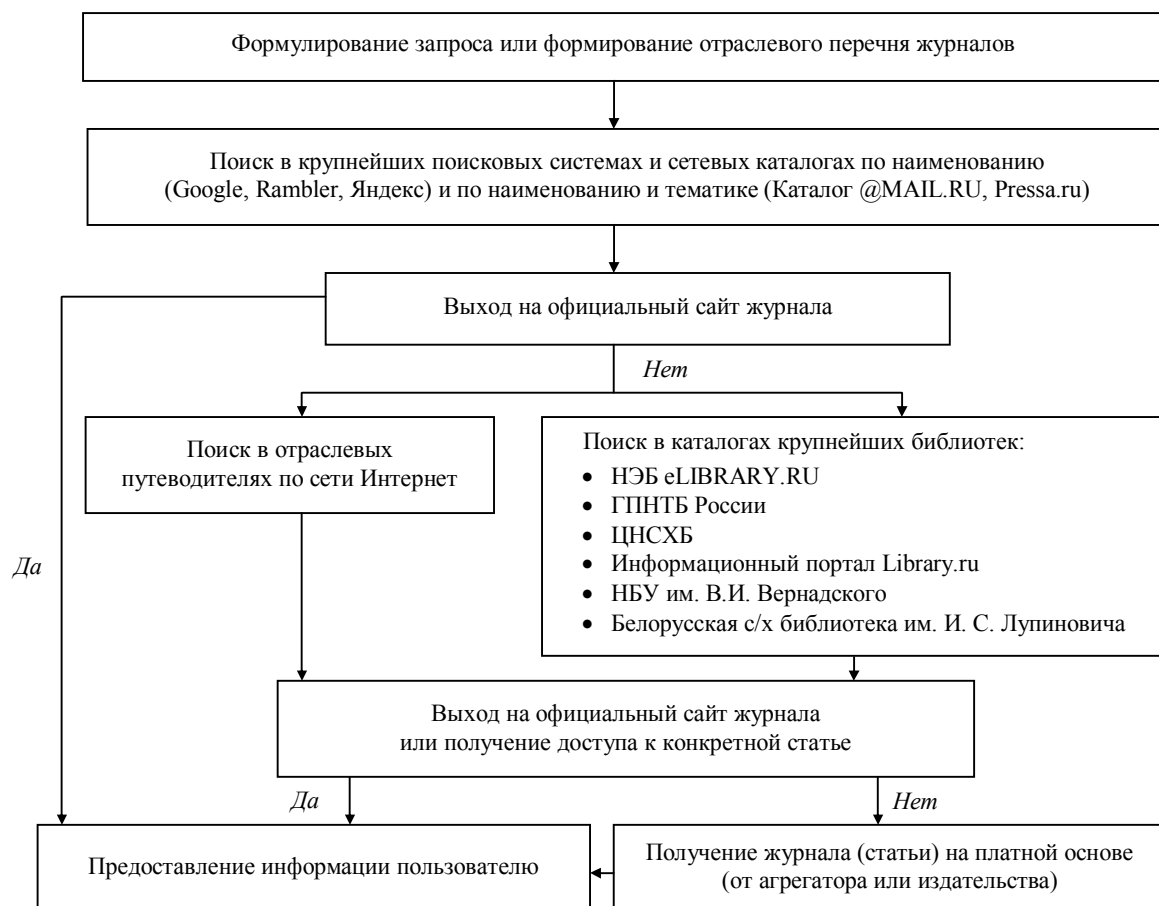 Формулирование запроса или формирование отраслевого перечня журналов
Поиск в крупнейших поисковых системах и сетевых каталогах по наименованию
(Google, Rambler, Яндекс) и по наименованию и тематике (Каталог @MAIL.RU, Pressa.ru)
Выход на официальный сайт журнала
Нет
Поиск в отраслевых
путеводителях по сети Интернет
Поиск в каталогах крупнейших библиотек:
• НЭБ eLIBRARY.RU
• ГПНТБ России
• ЦНСХБ
• Информационный портал Library.ru
• НБУ им. В.И. Вернадского
• Белорусская с/х библиотека им. И. С. Лупиновича
Да
Выход на официальный сайт журнала
или получение доступа к конкретной статье
Да
Нет
Предоставление информации пользователю
Получение журнала (статьи) на платной основе
(от агрегатора или издательства)